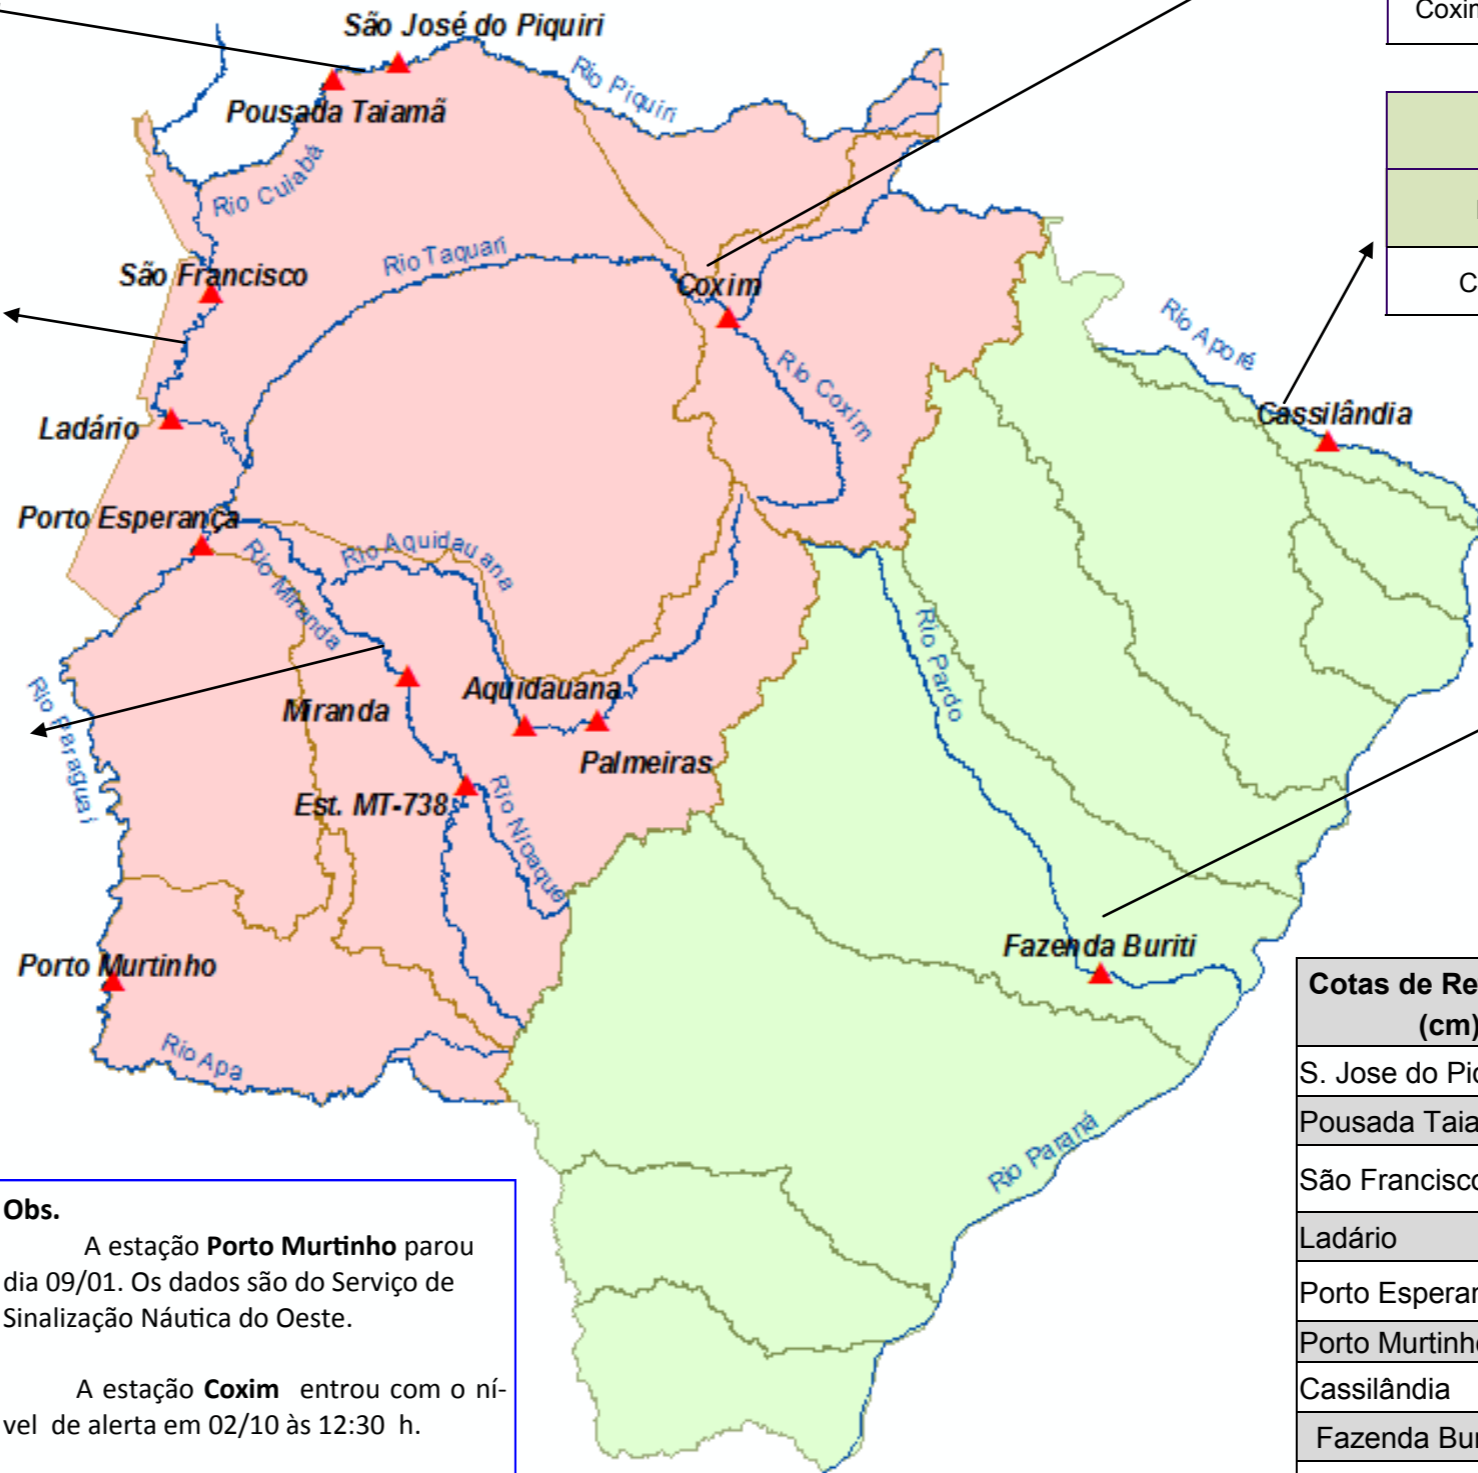 São José do Piquiri
Coxim
Rio Piquiri
Pousada Taiamã
Rio Cuiabá
Rio Taquari
São Francisco
Coxim
Rio Aporé
Rio Coxim
Cassilândia
Ladário
Porto Esperança
Rio Aquidauana
Rio Miranda
Rio Pardo
Rio Paraguai
Aquidauana
Miranda
Palmeiras
Est. MT-738
Rio Nioaque
Fazenda Buriti
Porto Murtinho
Rio Apa
Rio Paraná
Cotas de Re
(cm)
S. Jose do Pi
Pousada Taia
São Francisco
Ladário
Porto Espera
Porto Murtinho
Cassilândia
Fazenda Bu
Obs.
A estação Porto Murtinho parou
dia 09/01. Os dados são do Serviço de
Sinalização Náutica do Oeste.
A estação Coxim entrou com o ní-
vel de alerta em 02/10 às 12:30 h.